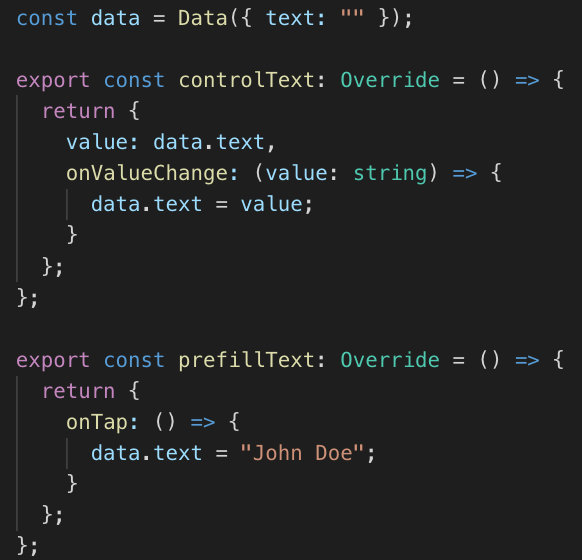 const data = Data({ text: "" });
export const controlText: Override = () => {
return {
value: data.text,
onValueChange: (value: string) => {
data.text = value;
}
};
};
export const prefillText: Override = () => {
return {
onTap: () => {
data.text = "John Doe";
}
};
};